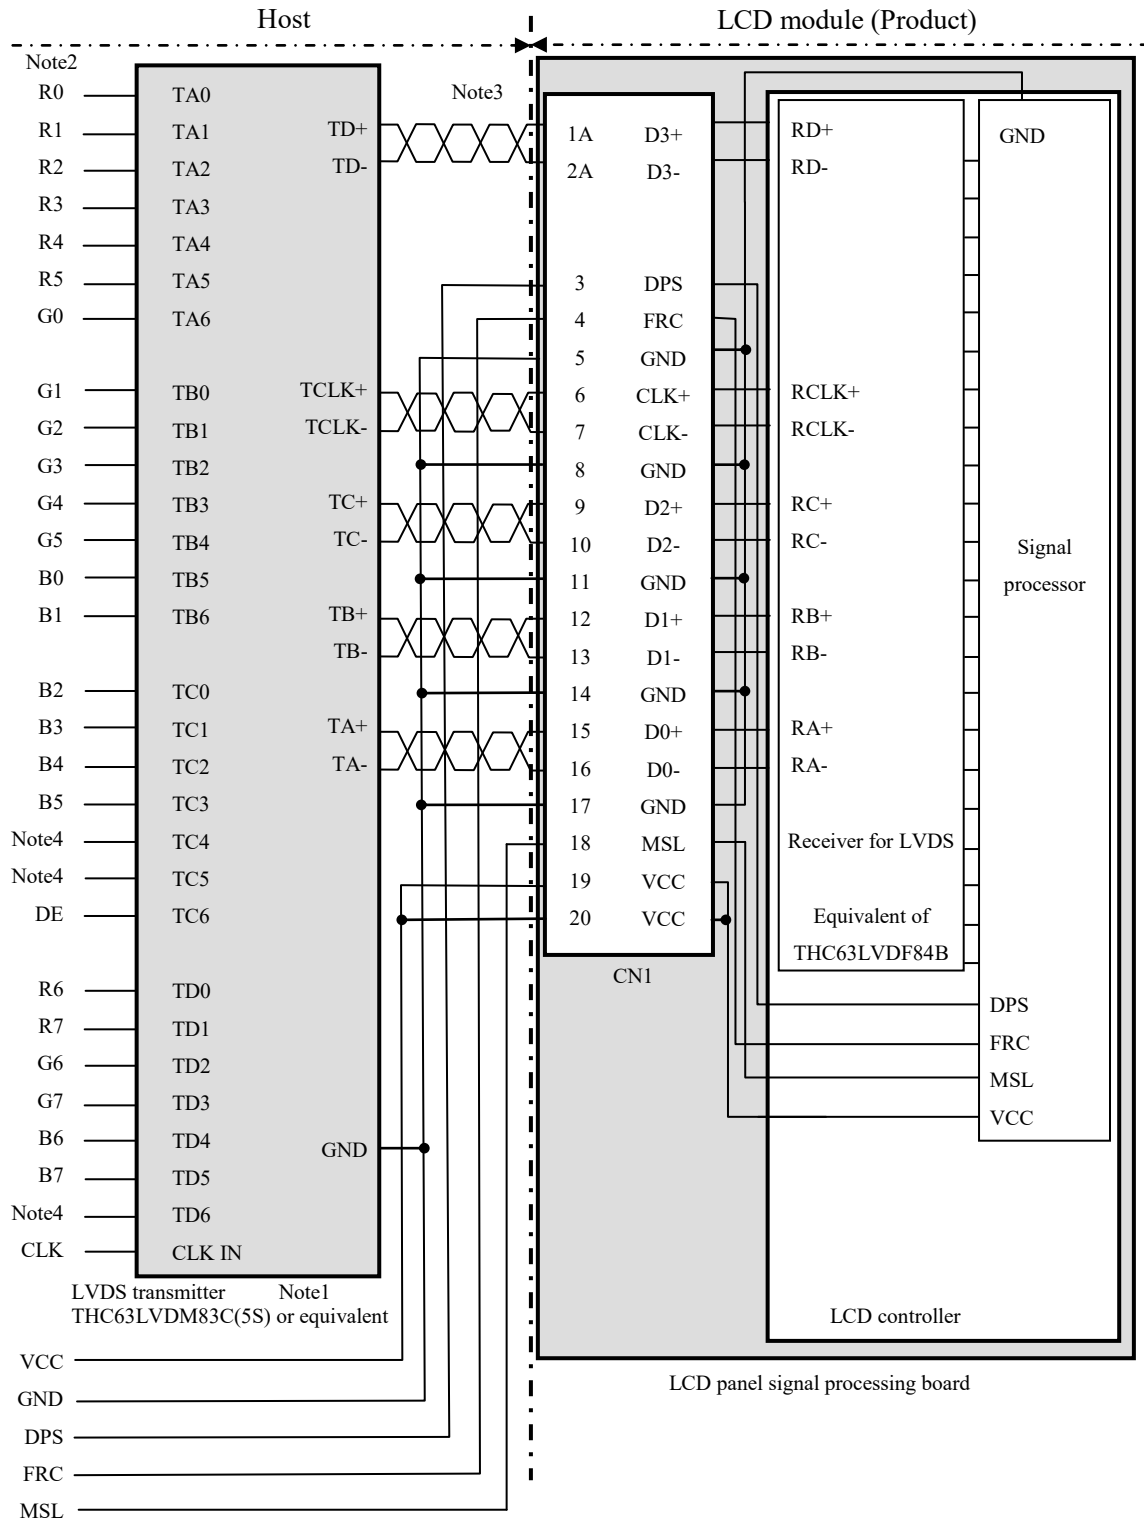 Host
LCD module (Product)
Note2
Note3
R0 TA0
R1 TA1 TD+ 1A D3+ RD+ GND
R2 TA2 TD- 2A D3- RD-
R3 TA3
R4 TA4
R5 TA5 3 DPS
G0 TA6 4 FRC
5 GND
G1 TB0 TCLK+ 6 CLK+ RCLK+
G2 TB1 TCLK- 7 CLK- RCLK-
G3 TB2 8 GND
G4 TB3 TC+ 9 D2+ RC+
G5 TB4 TC- 10 D2- RC- Signal
B0 TB5 11 GND processor
B1 TB6 TB+ 12 D1+ RB+
TB- 13 D1- RB-
B2 TC0 14 GND
B3 TC1 TA+ 15 D0+ RA+
B4 TC2 TA- 16 D0- RA-
B5 TC3 17 GND
Note4 TC4 18 MSL Receiver for LVDS
Note4 TC5 19 VCC
DE TC6 20 VCC Equivalent of
THC63LVDF84B
CN1
R6 TD0 DPS
R7 TD1 FRC
G6 TD2 MSL
G7 TD3 VCC
B6 TD4 GND
B7 TD5
Note4 TD6
CLK CLK IN
LVDS transmitter Note1
THC63LVDM83C(5S) or equivalent
LCD controller
VCC
LCD panel signal processing board
GND
DPS
FRC
MSL